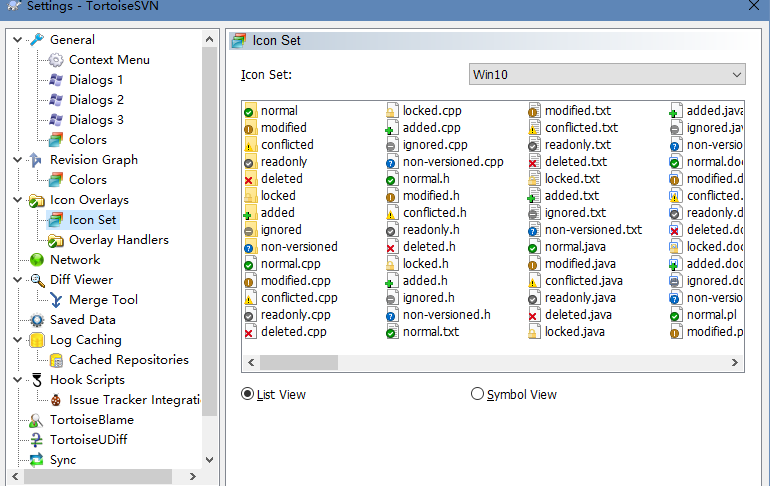 Settings - TortoiseSVN
General
Context Menu
Dialogs 1
Dialogs 2
Dialogs 3
Colors
Revision Graph
Colors
Icon Overlays
Icon Set
Overlay Handlers
Network
Diff Viewer
Merge Tool
Saved Data
Log Caching
Cached Repositories
Hook Scripts
Issue Tracker Integrati
TortoiseBlame
TortoiseUDiff
Sync
Icon Set
Icon Set:
Win10
normal
modified
conflicted
readonly
deleted
locked
added
ignored
non-versioned
normal.cpp
modified.cpp
conflicted.cpp
readonly.cpp
deleted.cpp
locked.cpp
added.cpp
ignored.cpp
non-versioned.cpp
normal.h
modified.h
conflicted.h
readonly.h
deleted.h
locked.h
added.h
ignored.h
non-versioned.h
normal.txt
modified.txt
conflicted.txt
readonly.txt
deleted.txt
locked.txt
added.txt
ignored.txt
non-versioned.txt
normal.java
modified.java
conflicted.java
readonly.java
deleted.java
locked.java
added.java
ignored.jav
non-version
normal.doc
modified.d
conflicted.
readonly.d
deleted.do
locked.doc
added.doc
ignored.do
non-versio
normal.pl
modified.p
List View
Symbol View